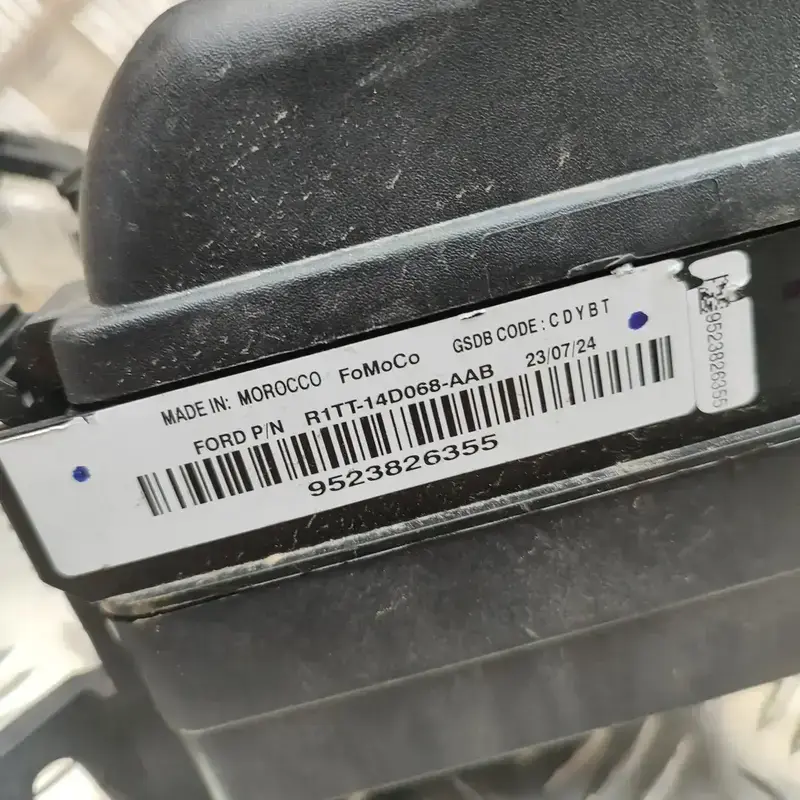 MADE IN: MOROCCO FoMoCo GSDB CODE: CDYBT
FORD P/N R1TT-14D068-AAB 23/07/24
9523826355
9523826355